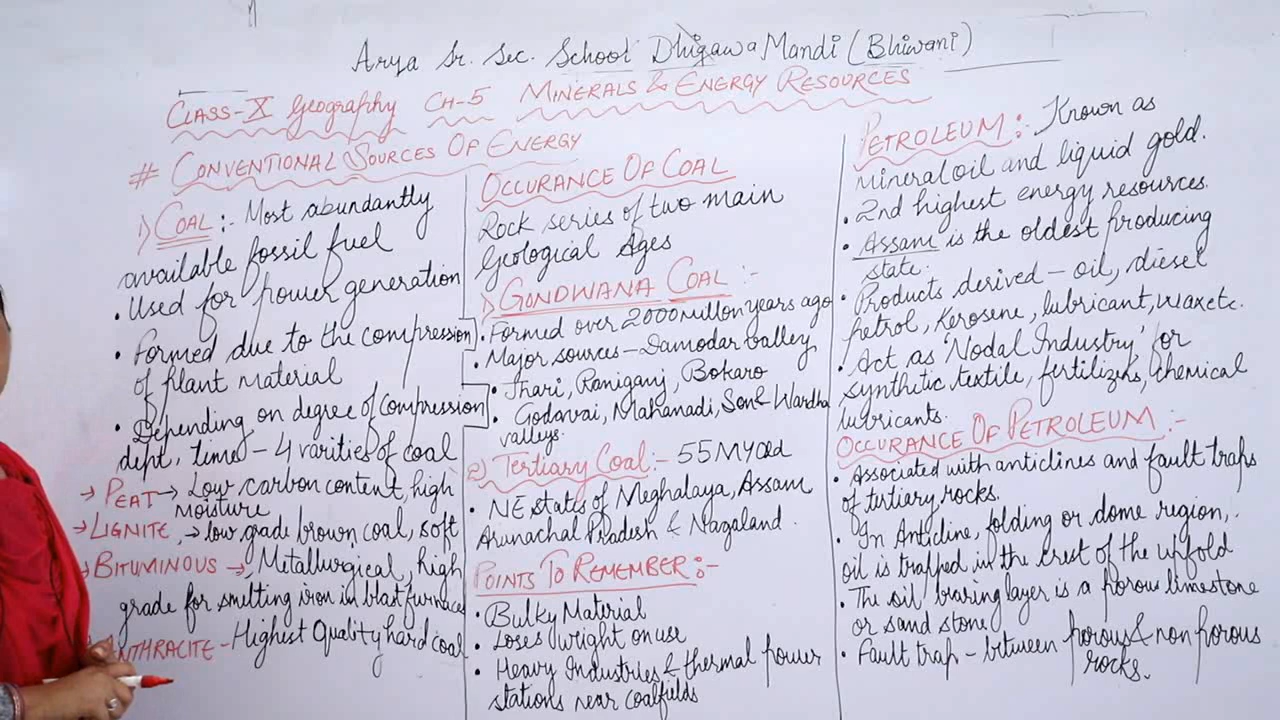 Arya Sr. Sec. School Dhigawa Mandi (Bhiwani)
CLASS-X Geography CH-5 MINERALS & ENERGY RESOURCES
# CONVENTIONAL SOURCES OF ENERGY
1) COAL :- Most abundantly
available fossil fuel
• Used for power generation
• Formed due to the compression
of plant material
• Depending on degree of compression
dept, time - 4 varities of coal
→ PEAT → Low carbon content, high
moisture
→ LIGNITE, → low grade brown coal, soft
→ BITUMINOUS →, Metallurgical, high
grade for smelting iron in blast furnace
ANTHRACITE - Highest Quality hard coal
OCCURANCE OF COAL
Rock series of two main
Geological Ages
1) GONDWANA COAL :-
• Formed over 2000 Million years ago
• Major sources - Damodar valley
• Jhari, Raniganj, Bokaro
• Godavai, Mahanadi, Son & Wardha
valleys.
2) TERTIARY COAL :- 55 MY Old
• NE states of Meghalaya, Assam
Arunachal Pradesh & Nagaland.
POINTS TO REMEMBER :-
• Bulky Material
• Loses weight on use
• Heavy Industries & thermal power
stations near coalfields
PETROLEUM :- Known as
mineral oil and liquid gold.
• 2nd highest energy resources.
• Assam is the oldest producing
state.
• Products derived - oil, diesel
petrol, kerosene, lubricant, wax etc.
• Act as 'Nodal Industry' for
synthetic textile, fertilizers, chemical
lubricants.
OCCURANCE OF PETROLEUM :-
• Associated with anticlines and fault traps
of tertiary rocks.
• In Anticline, folding or dome region,
oil is trapped in the crest of the upfold
• The oil bearing layer is a porous limestone
or sand stone
• Fault trap - between porous & non porous
rocks.